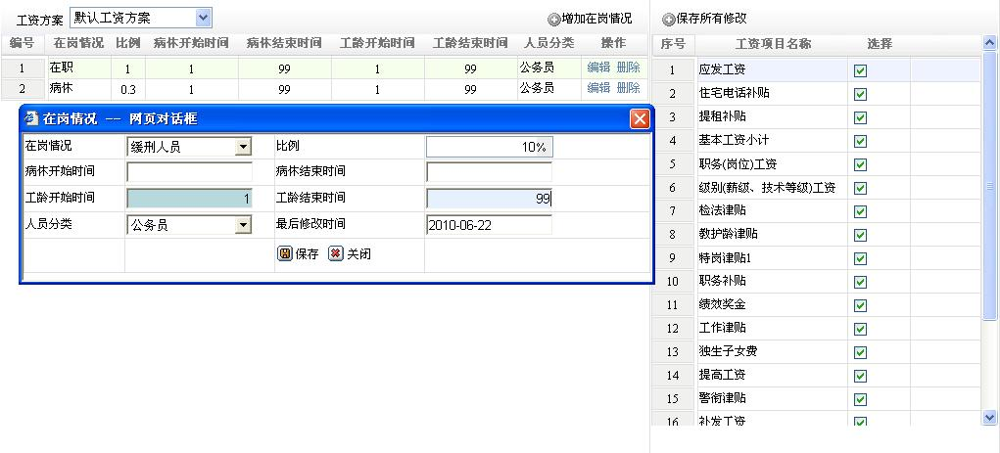 工资方案 默认工资方案 增加在岗情况
编号 在岗情况 比例 病休开始时间 病休结束时间 工龄开始时间 工龄结束时间 人员分类 操作
1 在职 1 1 99 1 99 公务员 编辑 删除
2 病休 0.3 1 99 1 99 公务员 编辑 删除
在岗情况 -- 网页对话框
在岗情况 缓刑人员 比例 10%
病休开始时间 病休结束时间
工龄开始时间 1 工龄结束时间 99
人员分类 公务员 最后修改时间 2010-06-22
保存 关闭
保存所有修改
序号 工资项目名称 选择
1 应发工资
2 住宅电话补贴
3 提租补贴
4 基本工资小计
5 职务(岗位)工资
6 级别(薪级、技术等级)工资
7 检法津贴
8 教护龄津贴
9 特岗津贴1
10 职务补贴
11 绩效奖金
12 工作津贴
13 独生子女费
14 提高工资
15 警衔津贴
16 补发工资